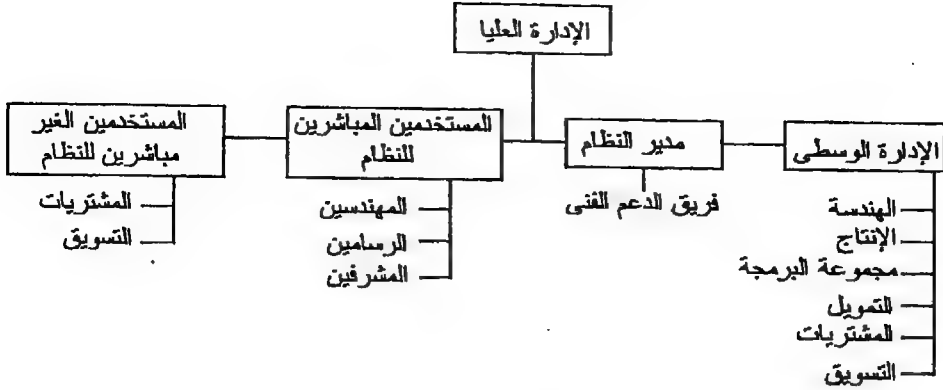 الإدارة العليا
الإدارة الوسطى
الهندسة
الإنتاج
مجموعة البرمجة
التمويل
المشتريات
التسويق
مدير النظام
فريق الدعم الفنى
المستخدمين المباشرين
للنظام
المهندسين
الرسامين
المشرفين
المستخدمين الغير
مباشرين للنظام
المشتريات
التسويق